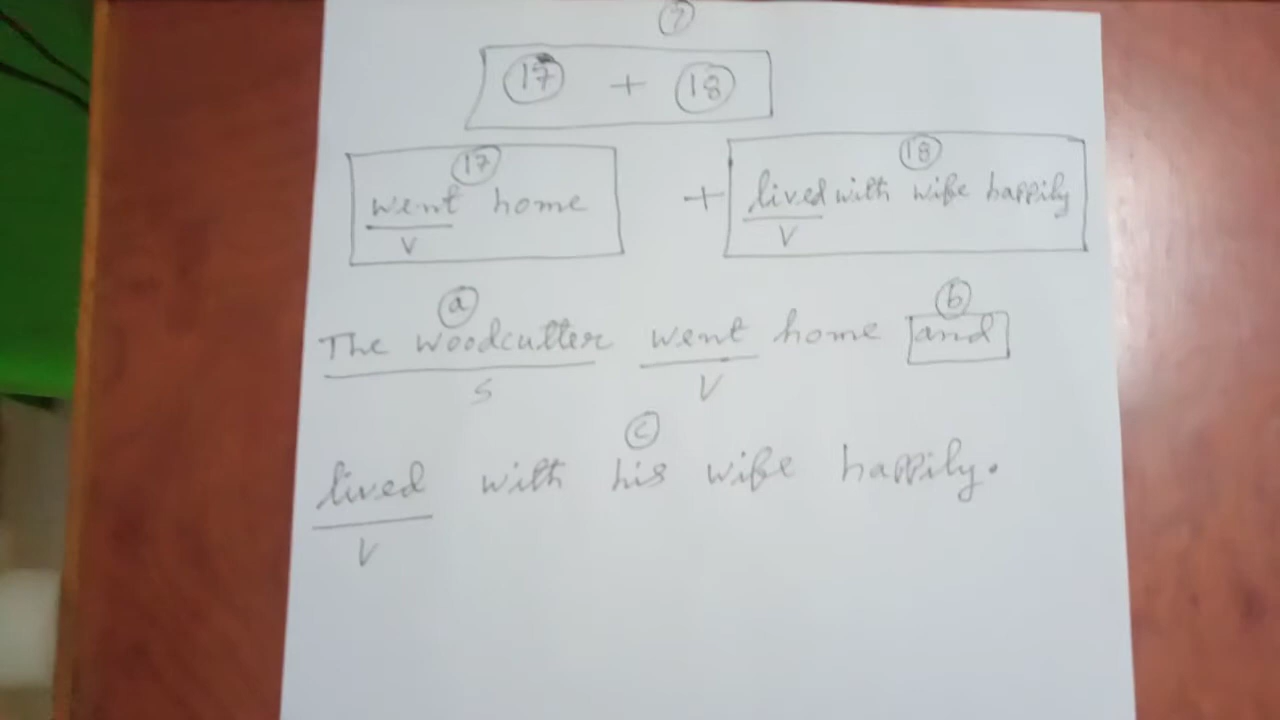 7
17 + 18
17 18
went home + lived with wife happily
V V
a b
The woodcutter went home and
S V
c
lived with his wife happily.
V